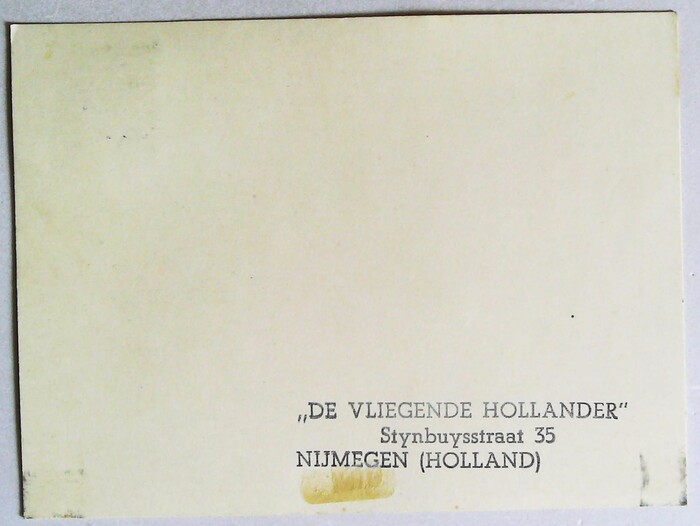 „DE VLIEGENDE HOLLANDER”
Stynbuysstraat 35
NIJMEGEN (HOLLAND)